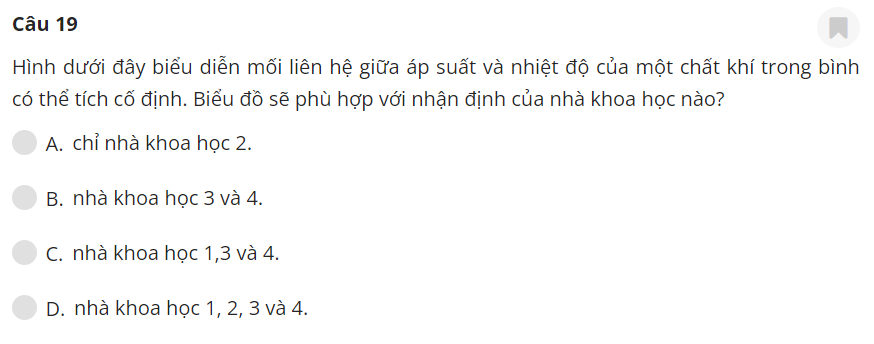 Câu 19
Hình dưới đây biểu diễn mối liên hệ giữa áp suất và nhiệt độ của một chất khí trong bình
có thể tích cố định. Biểu đồ sẽ phù hợp với nhận định của nhà khoa học nào?
A. chỉ nhà khoa học 2.
B. nhà khoa học 3 và 4.
C. nhà khoa học 1,3 và 4.
D. nhà khoa học 1, 2, 3 và 4.